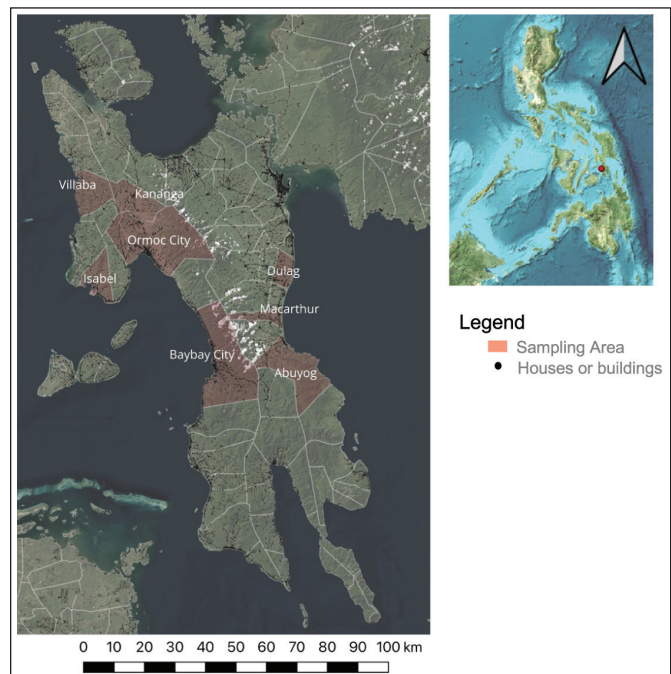 Villaba
Kananga
Ormoc City
Isabel
Dulag
Macarthur
Baybay City
Abuyog
Legend
Sampling Area
Houses or buildings
0 10 20 30 40 50 60 70 80 90 100 km